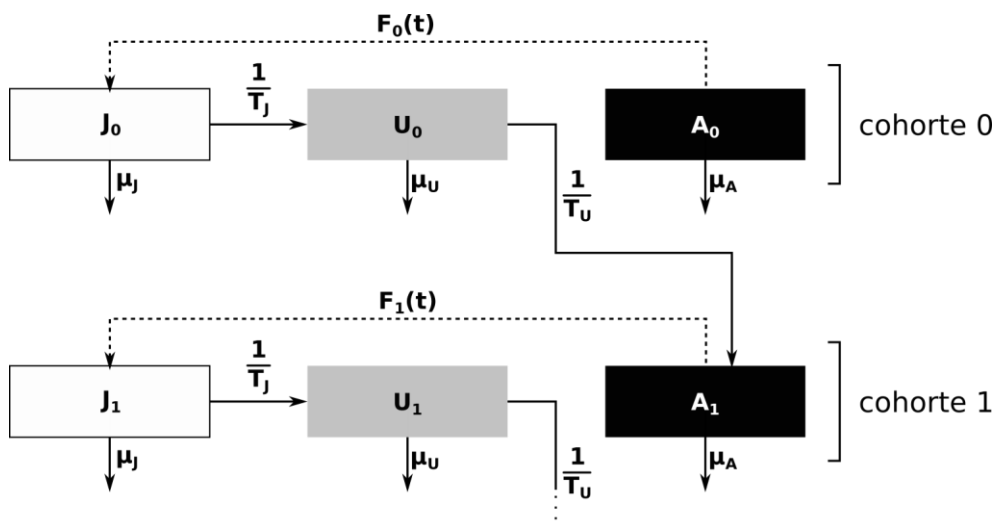 F₀(t)
1
T_J
J₀
U₀
A₀
cohorte 0
μ_J
μ_U
1
T_U
μ_A
F₁(t)
1
T_J
J₁
U₁
A₁
cohorte 1
μ_J
μ_U
1
T_U
μ_A